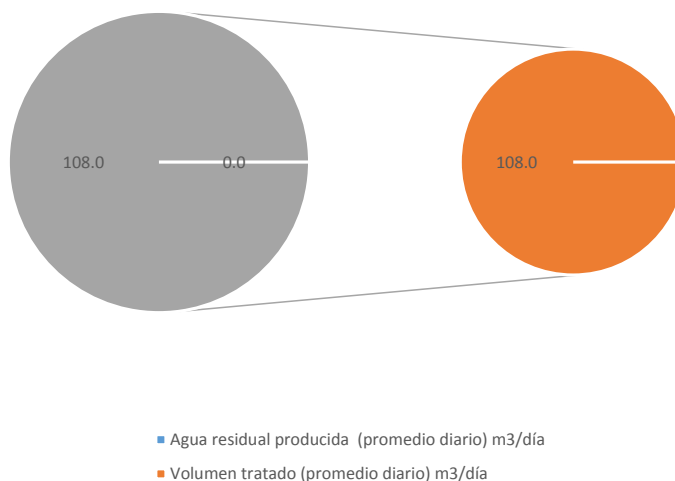 108.0
0.0
108.0
Agua residual producida (promedio diario) m3/día
Volumen tratado (promedio diario) m3/día